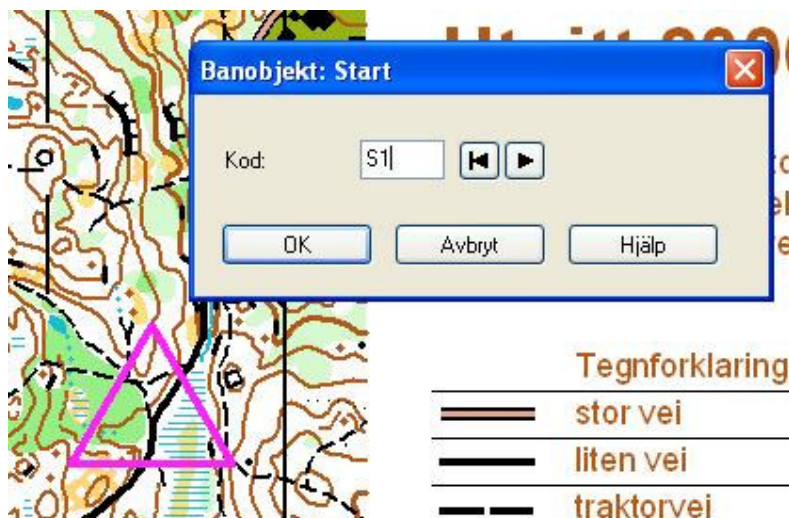 Banobjekt: Start
Kod: S1
OK Avbryt Hjälp
Tegnforklaring
stor vei
liten vei
traktorvei